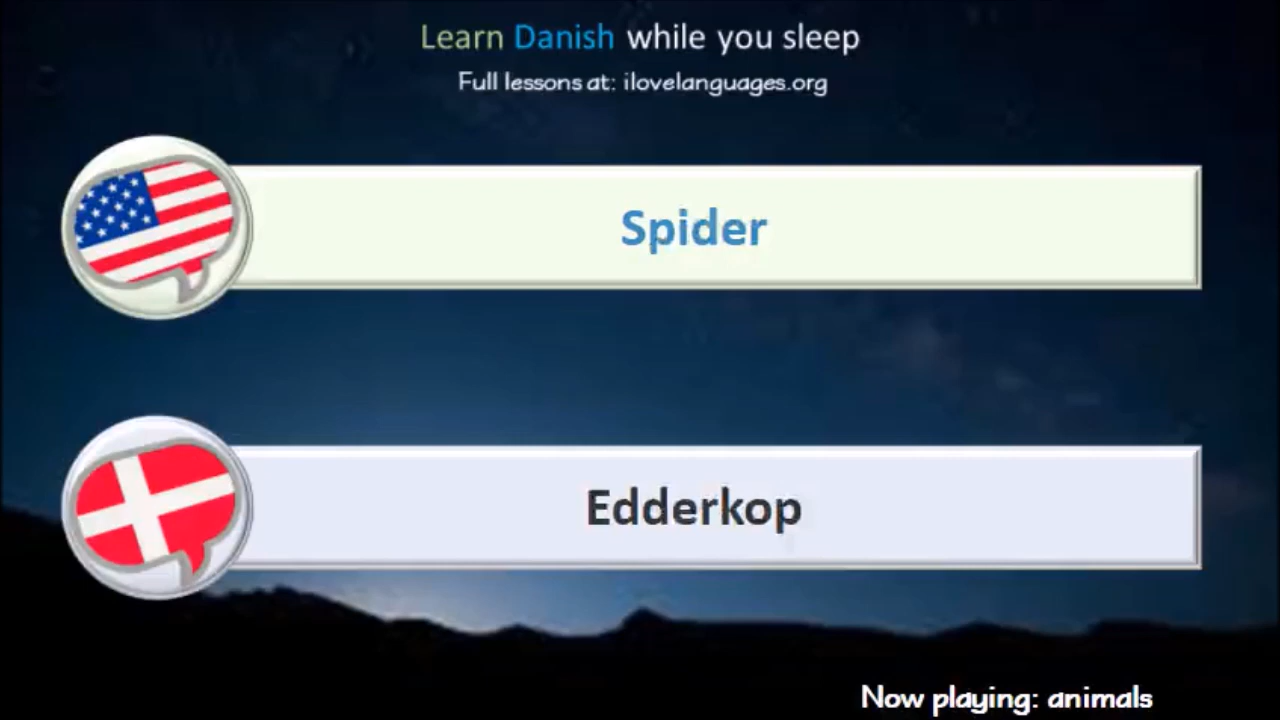 Learn Danish while you sleep
Full lessons at: ilovelanguages.org
Spider
Edderkop
Now playing: animals